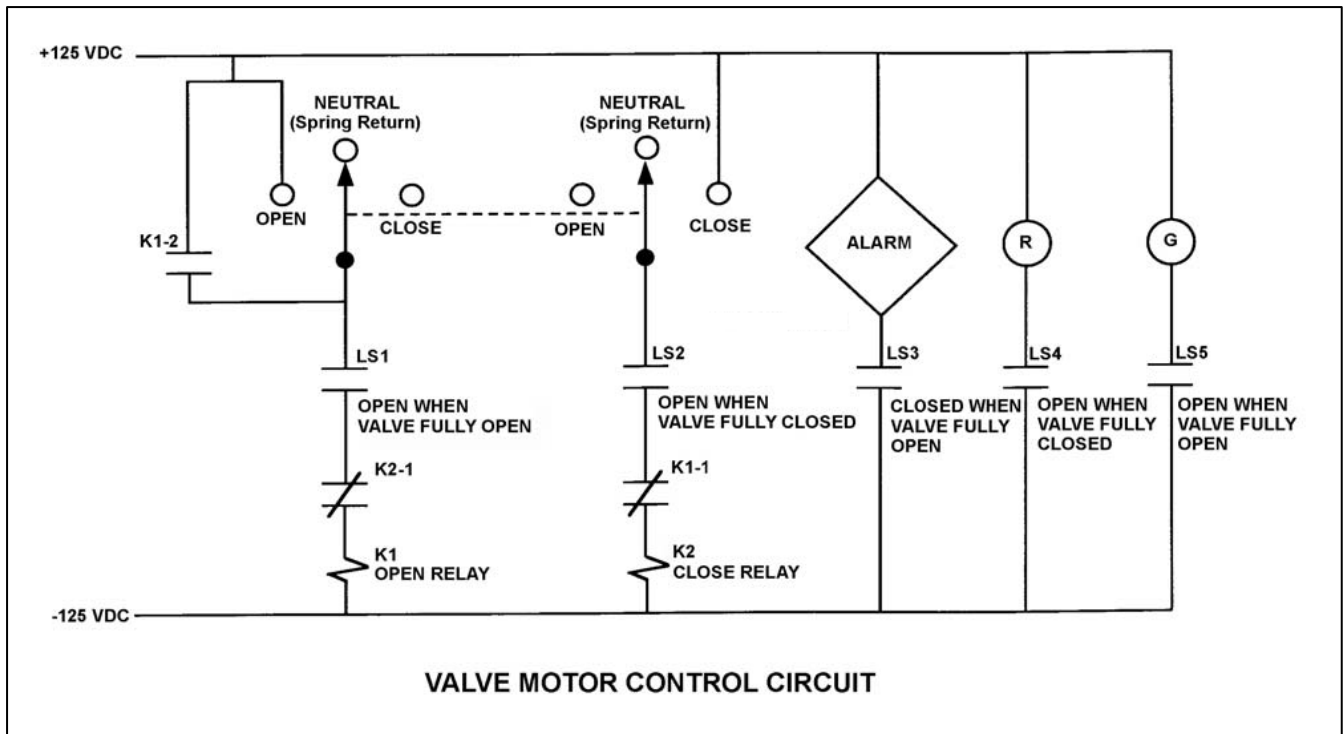 +125 VDC
NEUTRAL
(Spring Return)
NEUTRAL
(Spring Return)
OPEN
CLOSE
OPEN
CLOSE
K1-2
ALARM
R
G
LS1
OPEN WHEN
VALVE FULLY OPEN
LS2
OPEN WHEN
VALVE FULLY CLOSED
LS3
CLOSED WHEN
VALVE FULLY
OPEN
LS4
OPEN WHEN
VALVE FULLY
CLOSED
LS5
OPEN WHEN
VALVE FULLY
OPEN
K2-1
K1-1
K1
OPEN RELAY
K2
CLOSE RELAY
-125 VDC
VALVE MOTOR CONTROL CIRCUIT